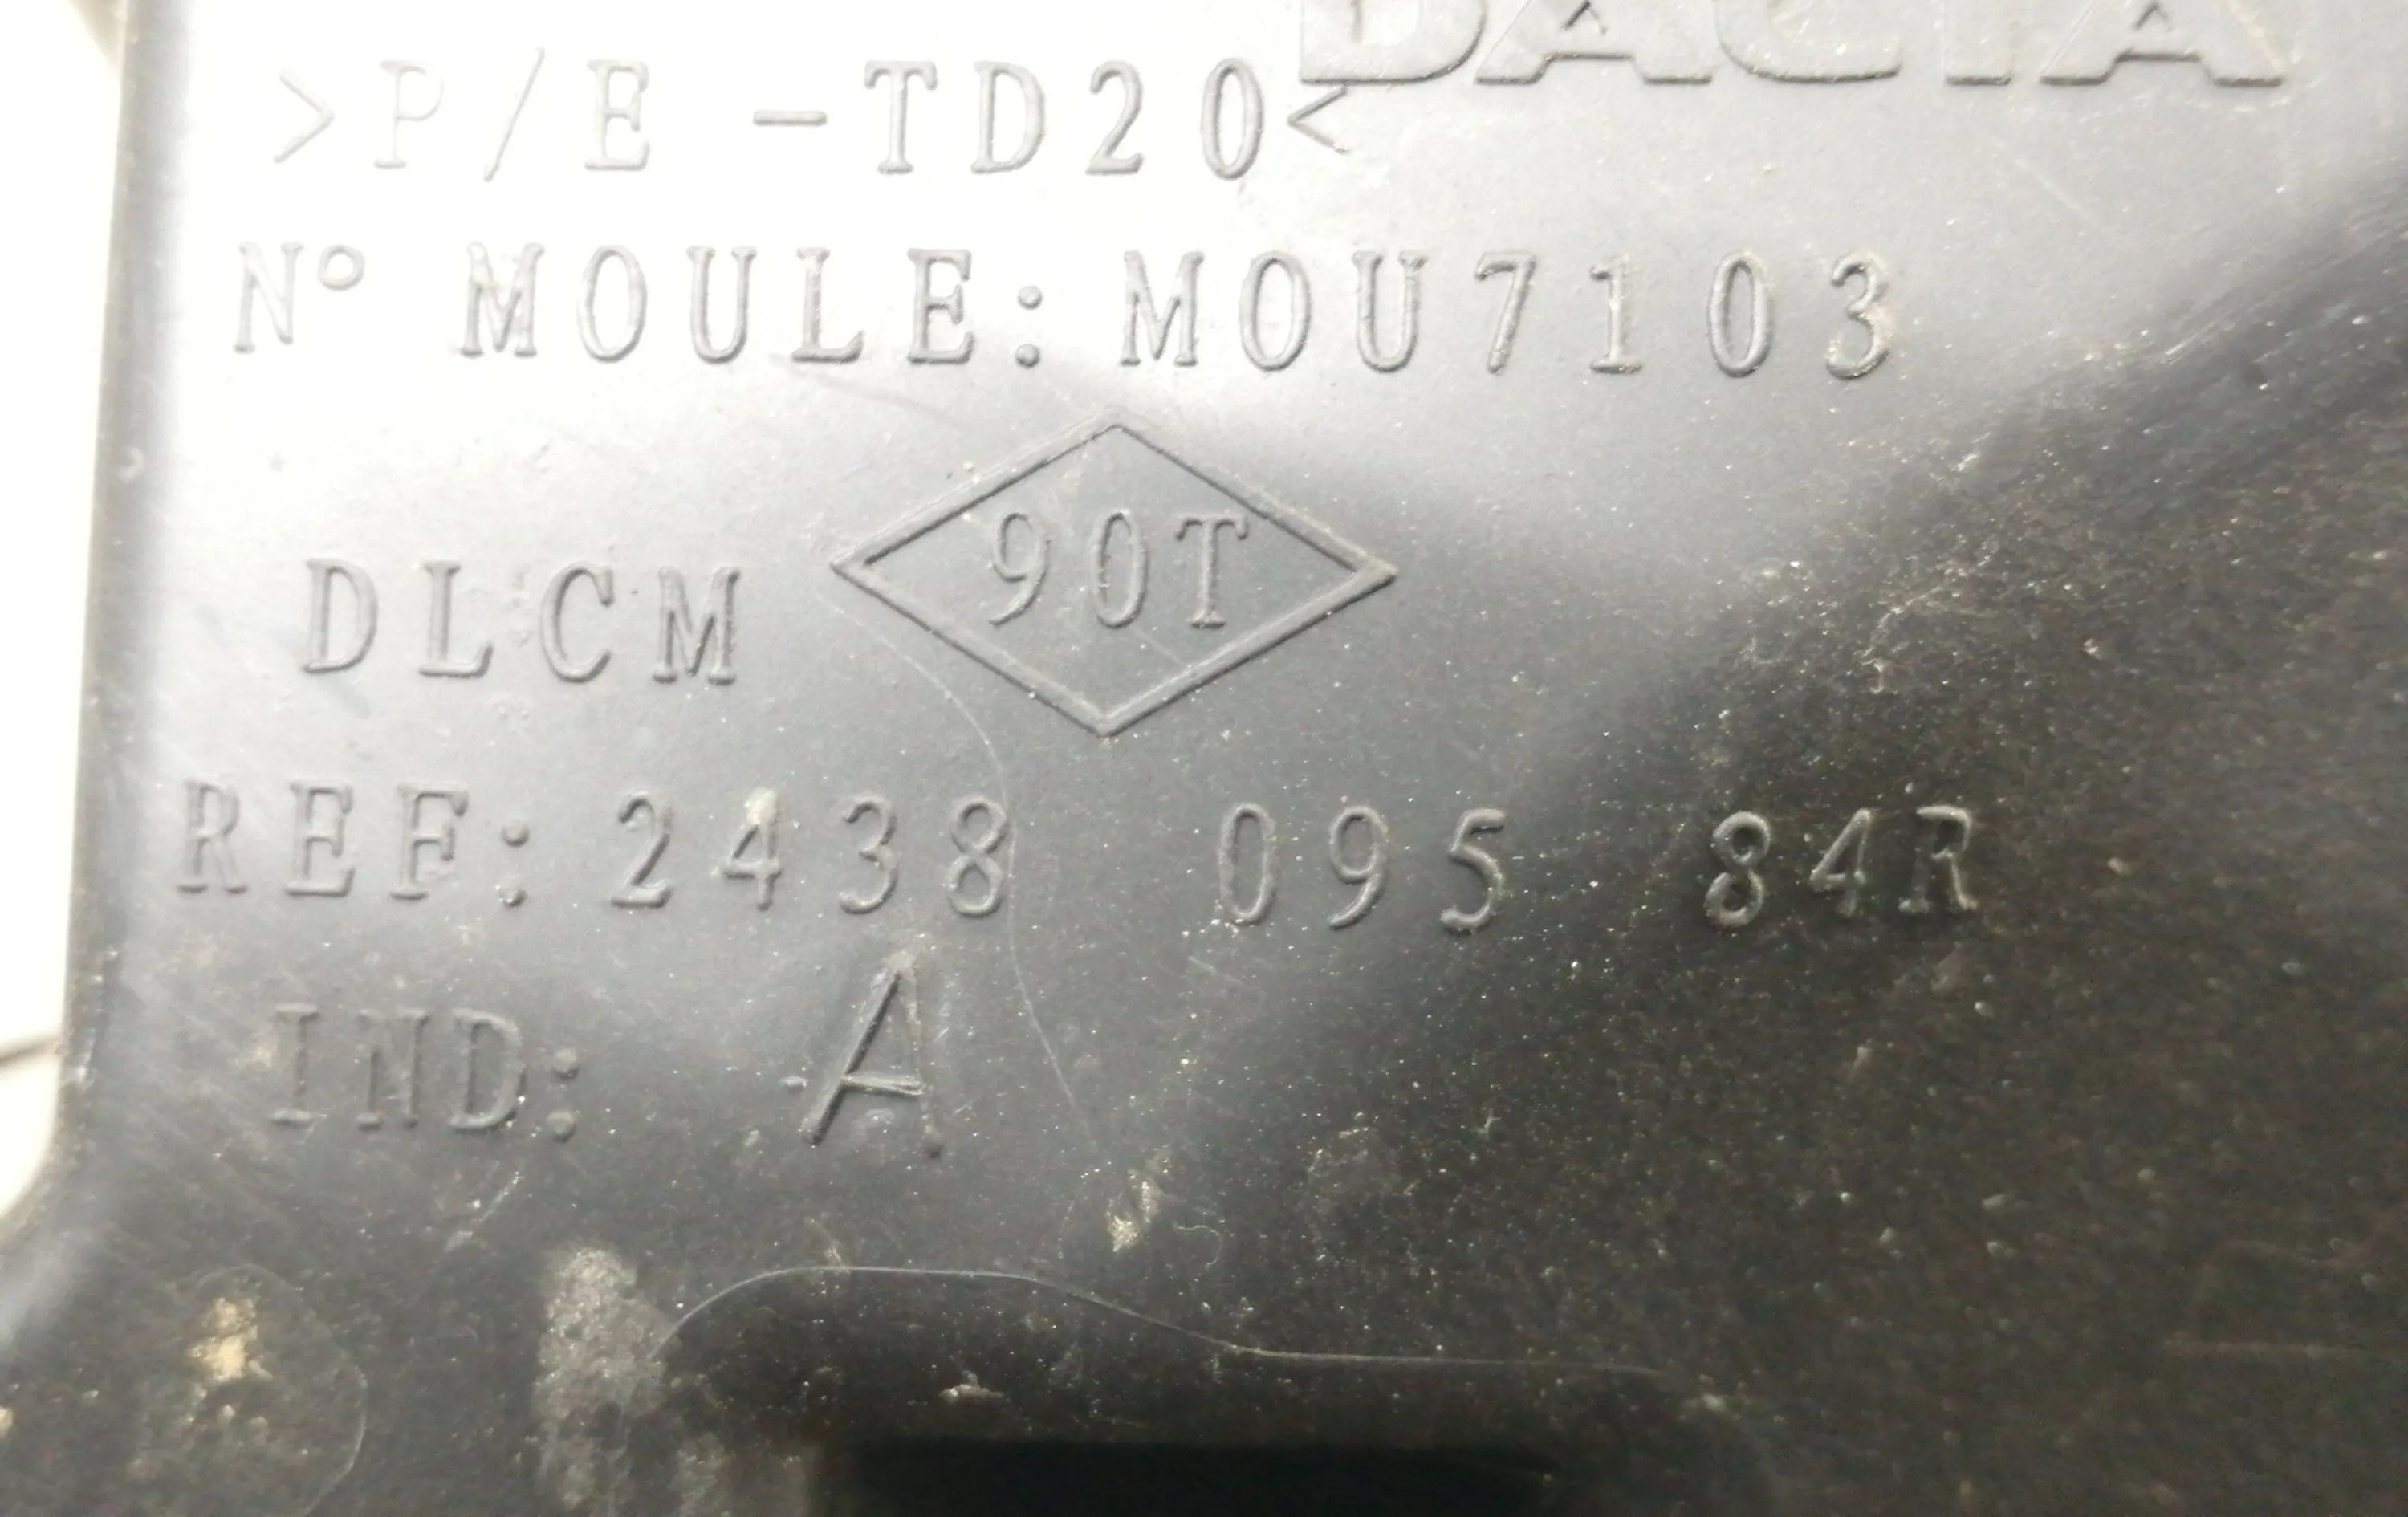 DACIA
>P/E -TD20<
N° MOULE: MOU7103
DLCM 90T
REF: 2438 095 84R
IND: A